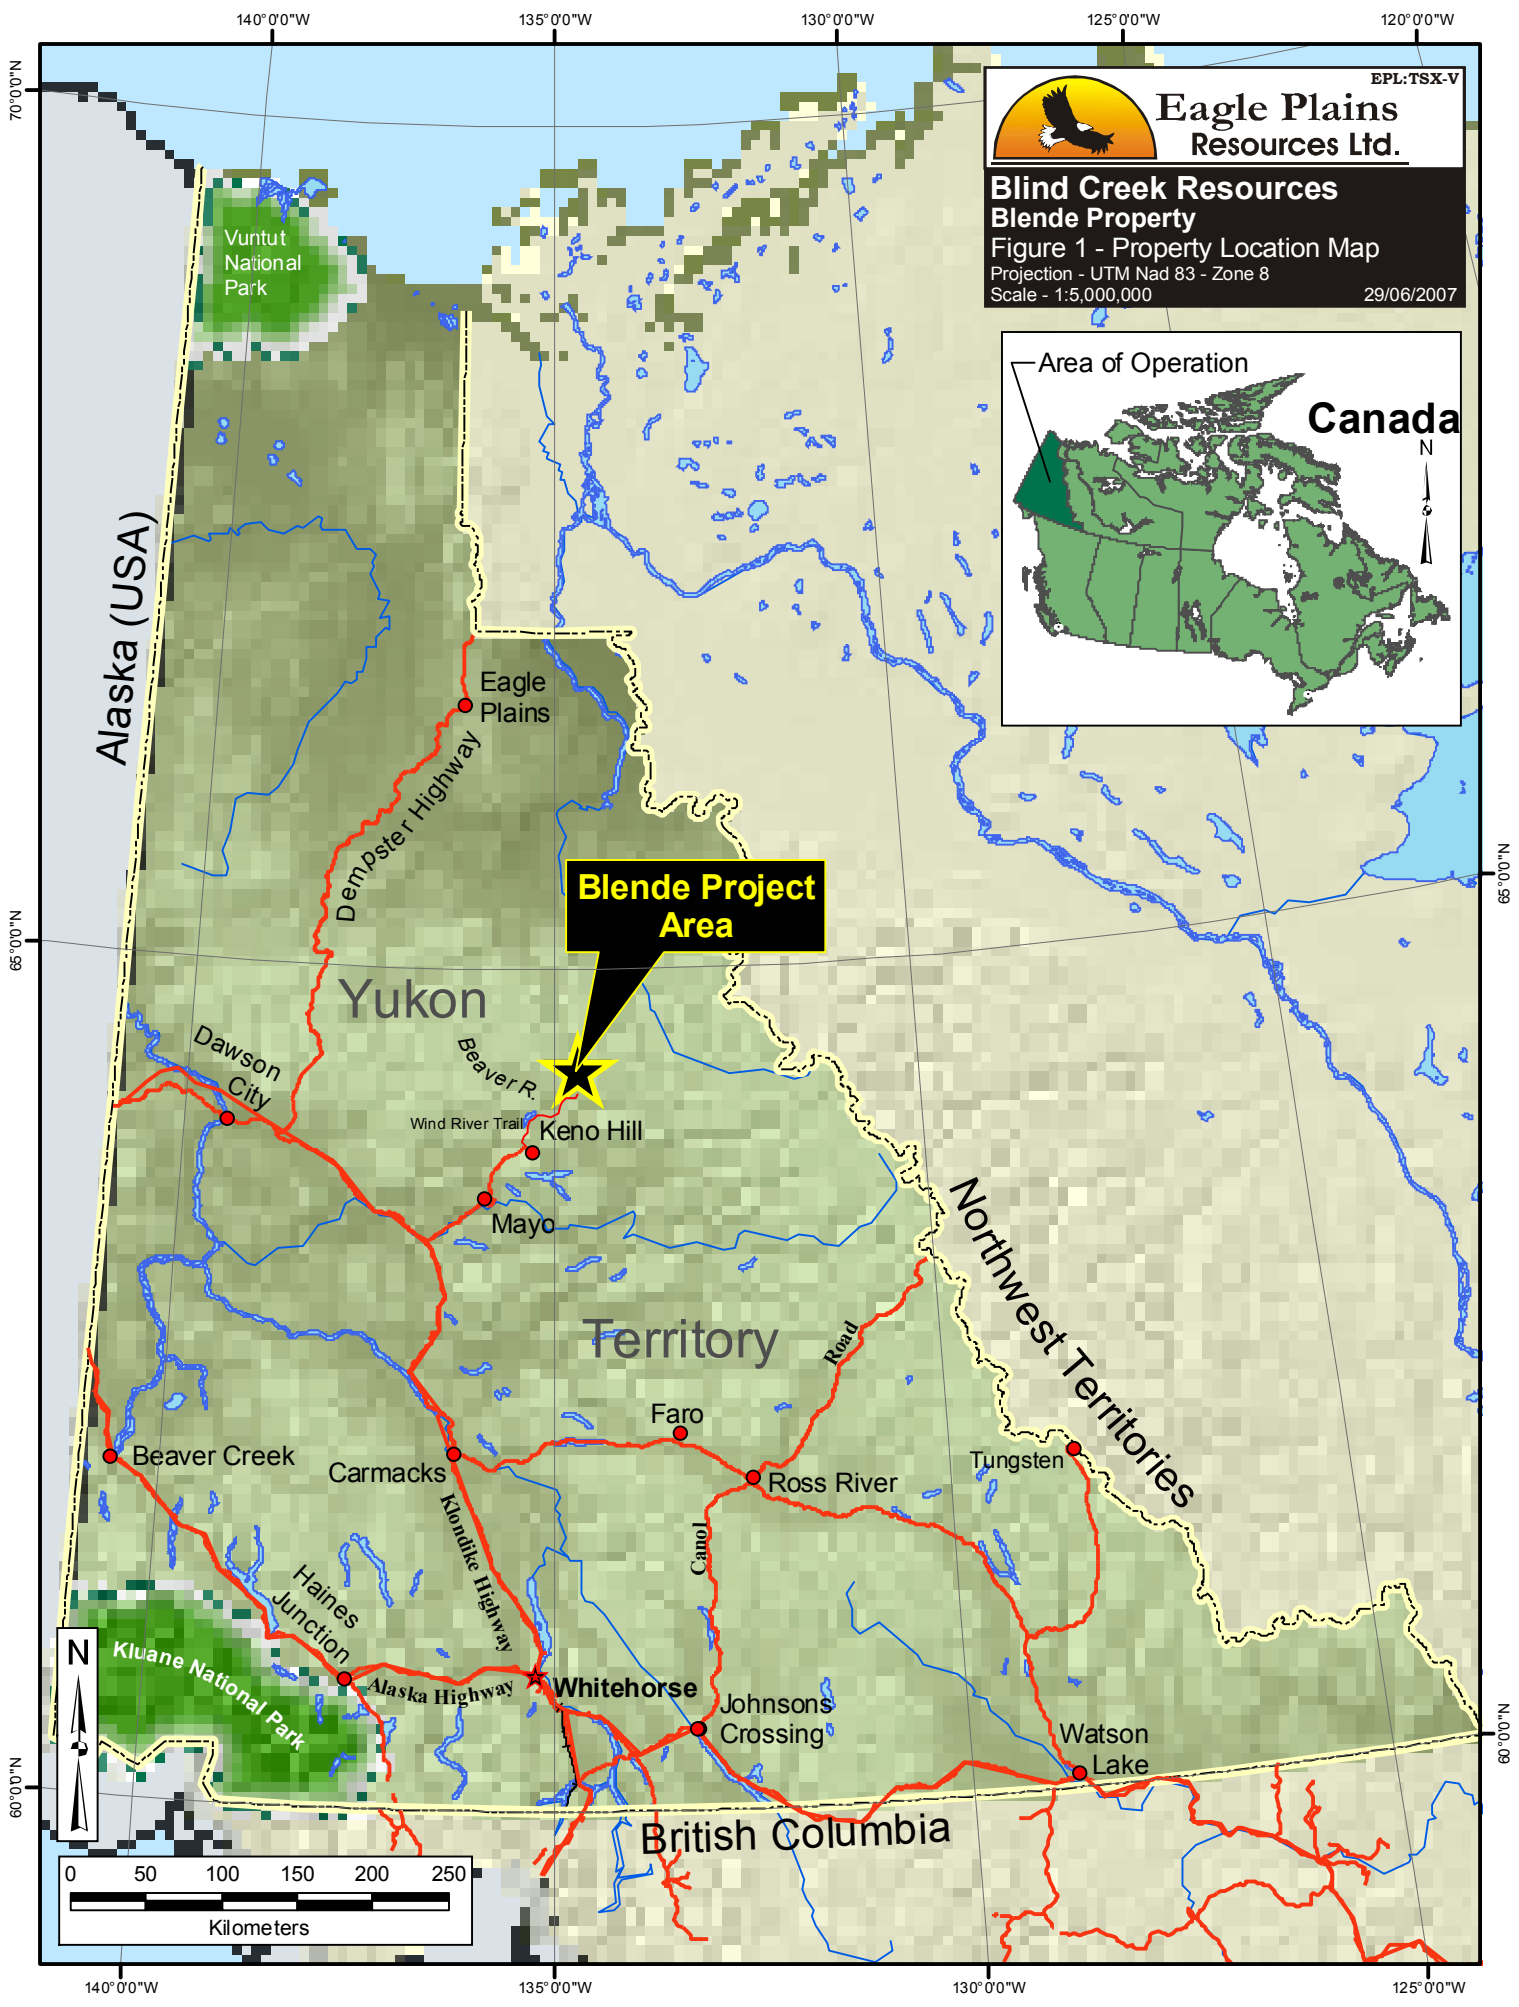 140°0'0"W
135°0'0"W
130°0'0"W
125°0'0"W
120°0'0"W
70°0'0"N
EPL:TSX-V
Eagle Plains
Resources Ltd.
Blind Creek Resources
Blende Property
Figure 1 - Property Location Map
Projection - UTM Nad 83 - Zone 8
Scale - 1:5,000,000
29/06/2007
Vuntut
National
Park
Area of Operation
Canada
N
Alaska (USA)
Eagle
Plains
Dempster Highway
Blende Project
Area
65°0'0"N
65°0'0"N
Yukon
Dawson
City
Beaver R.
Wind River Trail
Keno Hill
Mayo
Northwest Territories
Territory
Road
Faro
Beaver Creek
Carmacks
Ross River
Tungsten
Klondike Highway
Canol
Haines
Junction
Kluane National Park
N
Alaska Highway
Whitehorse
Johnsons
Crossing
Watson
Lake
60°0'0"N
60°0'0"N
British Columbia
0 50 100 150 200 250
Kilometers
140°0'0"W
135°0'0"W
130°0'0"W
125°0'0"W